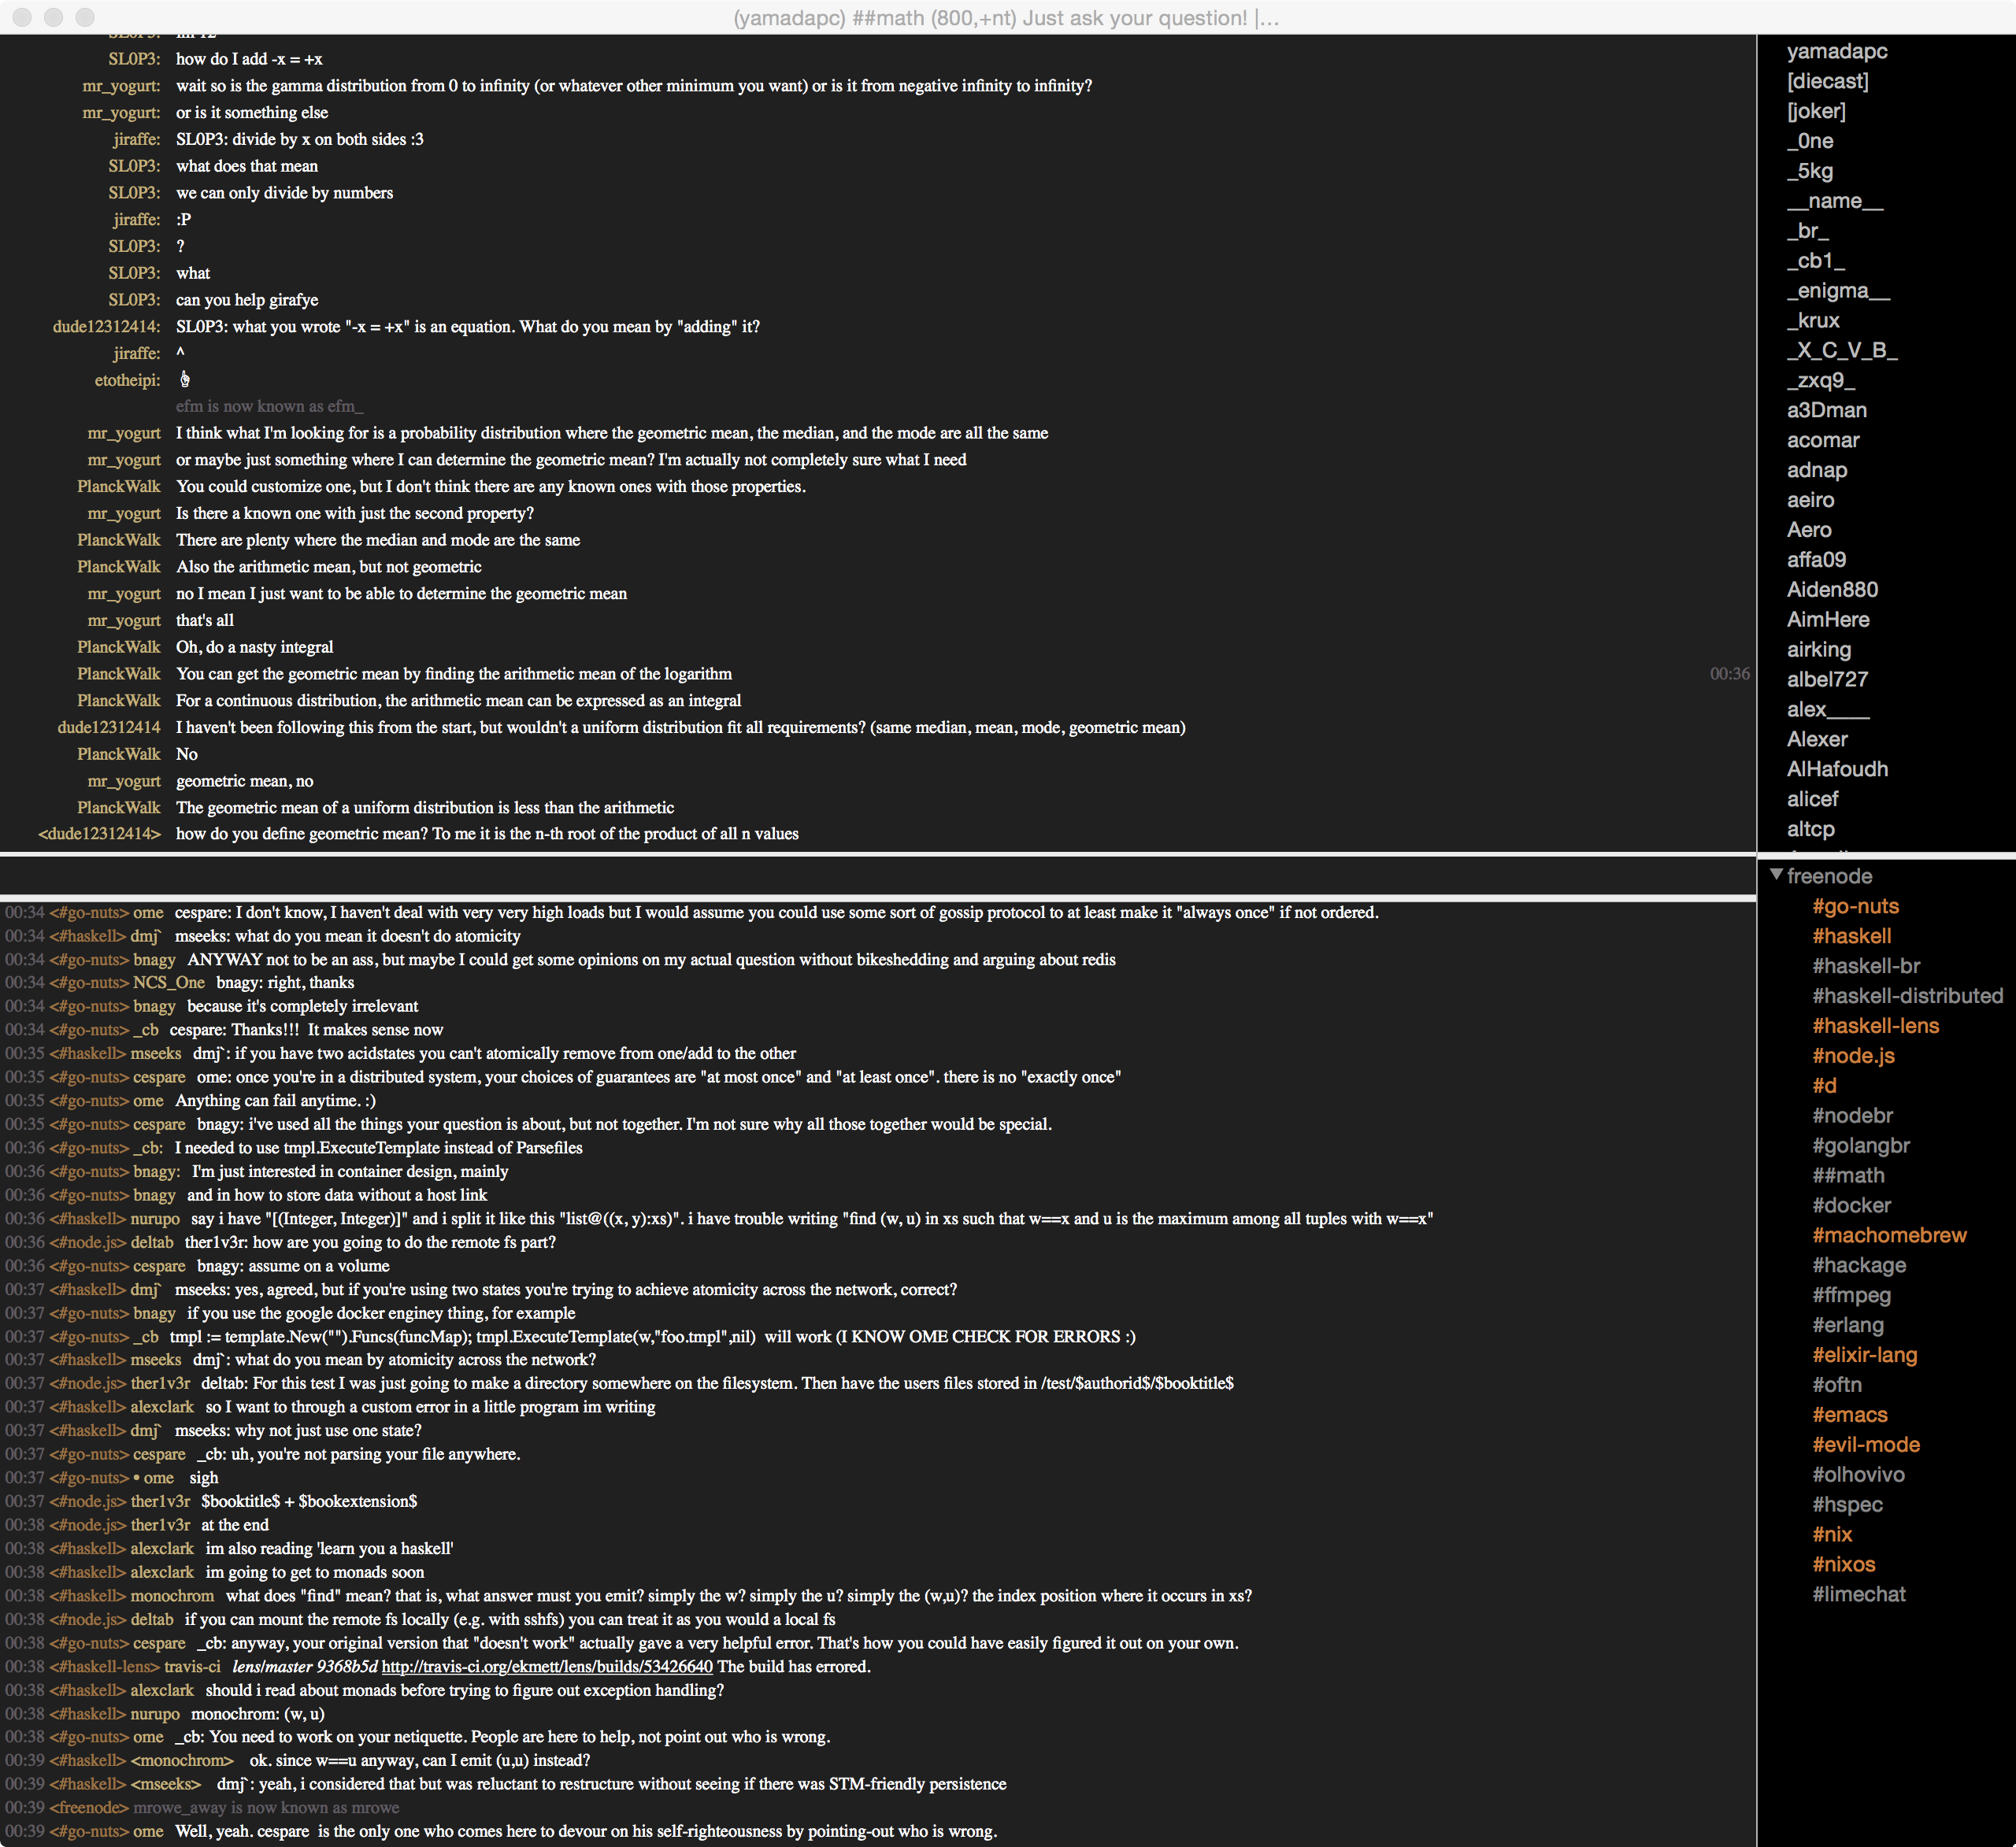 (yamadapc) ##math (800,+nt) Just ask your question! |…
SL0P3: how do I add -x = +x
mr_yogurt: wait so is the gamma distribution from 0 to infinity (or whatever other minimum you want) or is it from negative infinity to infinity?
mr_yogurt: or is it something else
jiraffe: SL0P3: divide by x on both sides :3
SL0P3: what does that mean
SL0P3: we can only divide by numbers
jiraffe: :P
SL0P3: ?
SL0P3: what
SL0P3: can you help girafye
dude12312414: SL0P3: what you wrote "-x = +x" is an equation. What do you mean by "adding" it?
jiraffe: ^
etotheipi: ☝
efm is now known as efm_
mr_yogurt I think what I'm looking for is a probability distribution where the geometric mean, the median, and the mode are all the same
mr_yogurt or maybe just something where I can determine the geometric mean? I'm actually not completely sure what I need
PlanckWalk You could customize one, but I don't think there are any known ones with those properties.
mr_yogurt Is there a known one with just the second property?
PlanckWalk There are plenty where the median and mode are the same
PlanckWalk Also the arithmetic mean, but not geometric
mr_yogurt no I mean I just want to be able to determine the geometric mean
mr_yogurt that's all
PlanckWalk Oh, do a nasty integral
PlanckWalk You can get the geometric mean by finding the arithmetic mean of the logarithm 00:36
PlanckWalk For a continuous distribution, the arithmetic mean can be expressed as an integral
dude12312414 I haven't been following this from the start, but wouldn't a uniform distribution fit all requirements? (same median, mean, mode, geometric mean)
PlanckWalk No
mr_yogurt geometric mean, no
PlanckWalk The geometric mean of a uniform distribution is less than the arithmetic
<dude12312414> how do you define geometric mean? To me it is the n-th root of the product of all n values
yamadapc
[diecast]
[joker]
_0ne
_5kg
__name__
_br_
_cb1_
_enigma__
_krux
_X_C_V_B_
_zxq9_
a3Dman
acomar
adnap
aeiro
Aero
affa09
Aiden880
AimHere
airking
albel727
alex____
Alexer
AlHafoudh
alicef
altcp
00:34 <#go-nuts> ome cespare: I don't know, I haven't deal with very very high loads but I would assume you could use some sort of gossip protocol to at least make it "always once" if not ordered.
00:34 <#haskell> dmj` mseeks: what do you mean it doesn't do atomicity
00:34 <#go-nuts> bnagy ANYWAY not to be an ass, but maybe I could get some opinions on my actual question without bikeshedding and arguing about redis
00:34 <#go-nuts> NCS_One bnagy: right, thanks
00:34 <#go-nuts> bnagy because it's completely irrelevant
00:34 <#go-nuts> _cb cespare: Thanks!!! It makes sense now
00:35 <#haskell> mseeks dmj`: if you have two acidstates you can't atomically remove from one/add to the other
00:35 <#go-nuts> cespare ome: once you're in a distributed system, your choices of guarantees are "at most once" and "at least once". there is no "exactly once"
00:35 <#go-nuts> ome Anything can fail anytime. :)
00:35 <#go-nuts> cespare bnagy: i've used all the things your question is about, but not together. I'm not sure why all those together would be special.
00:36 <#go-nuts> _cb: I needed to use tmpl.ExecuteTemplate instead of Parsefiles
00:36 <#go-nuts> bnagy: I'm just interested in container design, mainly
00:36 <#go-nuts> bnagy and in how to store data without a host link
00:36 <#haskell> nurupo say i have "[(Integer, Integer)]" and i split it like this "list@((x, y):xs)". i have trouble writing "find (w, u) in xs such that w==x and u is the maximum among all tuples with w==x"
00:36 <#node.js> deltab ther1v3r: how are you going to do the remote fs part?
00:36 <#go-nuts> cespare bnagy: assume on a volume
00:37 <#haskell> dmj` mseeks: yes, agreed, but if you're using two states you're trying to achieve atomicity across the network, correct?
00:37 <#go-nuts> bnagy if you use the google docker enginey thing, for example
00:37 <#go-nuts> _cb tmpl := template.New("").Funcs(funcMap); tmpl.ExecuteTemplate(w,"foo.tmpl",nil) will work (I KNOW OME CHECK FOR ERRORS :)
00:37 <#haskell> mseeks dmj`: what do you mean by atomicity across the network?
00:37 <#node.js> ther1v3r deltab: For this test I was just going to make a directory somewhere on the filesystem. Then have the users files stored in /test/$authorid$/$booktitle$
00:37 <#haskell> alexclark so I want to through a custom error in a little program im writing
00:37 <#haskell> dmj` mseeks: why not just use one state?
00:37 <#go-nuts> cespare _cb: uh, you're not parsing your file anywhere.
00:37 <#go-nuts> • ome sigh
00:37 <#node.js> ther1v3r $booktitle$ + $bookextension$
00:38 <#node.js> ther1v3r at the end
00:38 <#haskell> alexclark im also reading 'learn you a haskell'
00:38 <#haskell> alexclark im going to get to monads soon
00:38 <#haskell> monochrom what does "find" mean? that is, what answer must you emit? simply the w? simply the u? simply the (w,u)? the index position where it occurs in xs?
00:38 <#node.js> deltab if you can mount the remote fs locally (e.g. with sshfs) you can treat it as you would a local fs
00:38 <#go-nuts> cespare _cb: anyway, your original version that "doesn't work" actually gave a very helpful error. That's how you could have easily figured it out on your own.
00:38 <#haskell-lens> travis-ci lens/master 9368b5d http://travis-ci.org/ekmett/lens/builds/53426640 The build has errored.
00:38 <#haskell> alexclark should i read about monads before trying to figure out exception handling?
00:38 <#haskell> nurupo monochrom: (w, u)
00:38 <#go-nuts> ome _cb: You need to work on your netiquette. People are here to help, not point out who is wrong.
00:39 <#haskell> <monochrom> ok. since w==u anyway, can I emit (u,u) instead?
00:39 <#haskell> <mseeks> dmj`: yeah, i considered that but was reluctant to restructure without seeing if there was STM-friendly persistence
00:39 <freenode> mrowe_away is now known as mrowe
00:39 <#go-nuts> ome Well, yeah. cespare is the only one who comes here to devour on his self-righteousness by pointing-out who is wrong.
▼freenode
#go-nuts
#haskell
#haskell-br
#haskell-distributed
#haskell-lens
#node.js
#d
#nodebr
#golangbr
##math
#docker
#machomebrew
#hackage
#ffmpeg
#erlang
#elixir-lang
#oftn
#emacs
#evil-mode
#olhovivo
#hspec
#nix
#nixos
#limechat